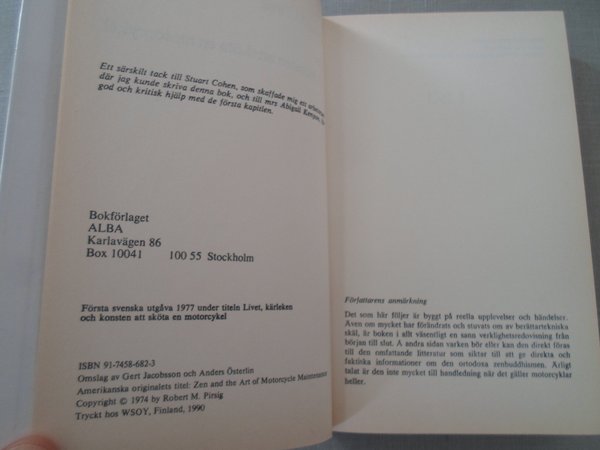 Ett särskilt tack till Stuart Cohen, som skaffade mig ett
där jag kunde skriva denna bok, och till mrs Abigail Kenyon,
god och kritisk hjälp med de första kapitlen.
Bokförlaget
ALBA
Karlavägen 86
Box 10041 100 55 Stockholm
Första svenska utgåva 1977 under titeln Livet, kärleken
och konsten att sköta en motorcykel
ISBN 91-7458-682-3
Omslag av Gert Jacobsson och Anders Österlin
Amerikanska originalets titel: Zen and the Art of Motorcycle Maintenance
Copyright © 1974 by Robert M. Pirsig
Tryckt hos WSOY, Finland, 1990
Författarens anmärkning
Det som här följer är byggt på reella upplevelser och händelser.
Även om mycket har förändrats och stuvats om av berättartekniska
skäl, är boken i allt väsentligt en sann verklighetsredovisning från
början till slut. Å andra sidan varken bör eller kan den direkt föras
till den omfattande litteratur som siktar till att ge direkta och
faktiska informationer om den ortodoxa zenbuddhismen. Ärligt
talat är den inte mycket till handledning när det gäller motorcyklar
heller.